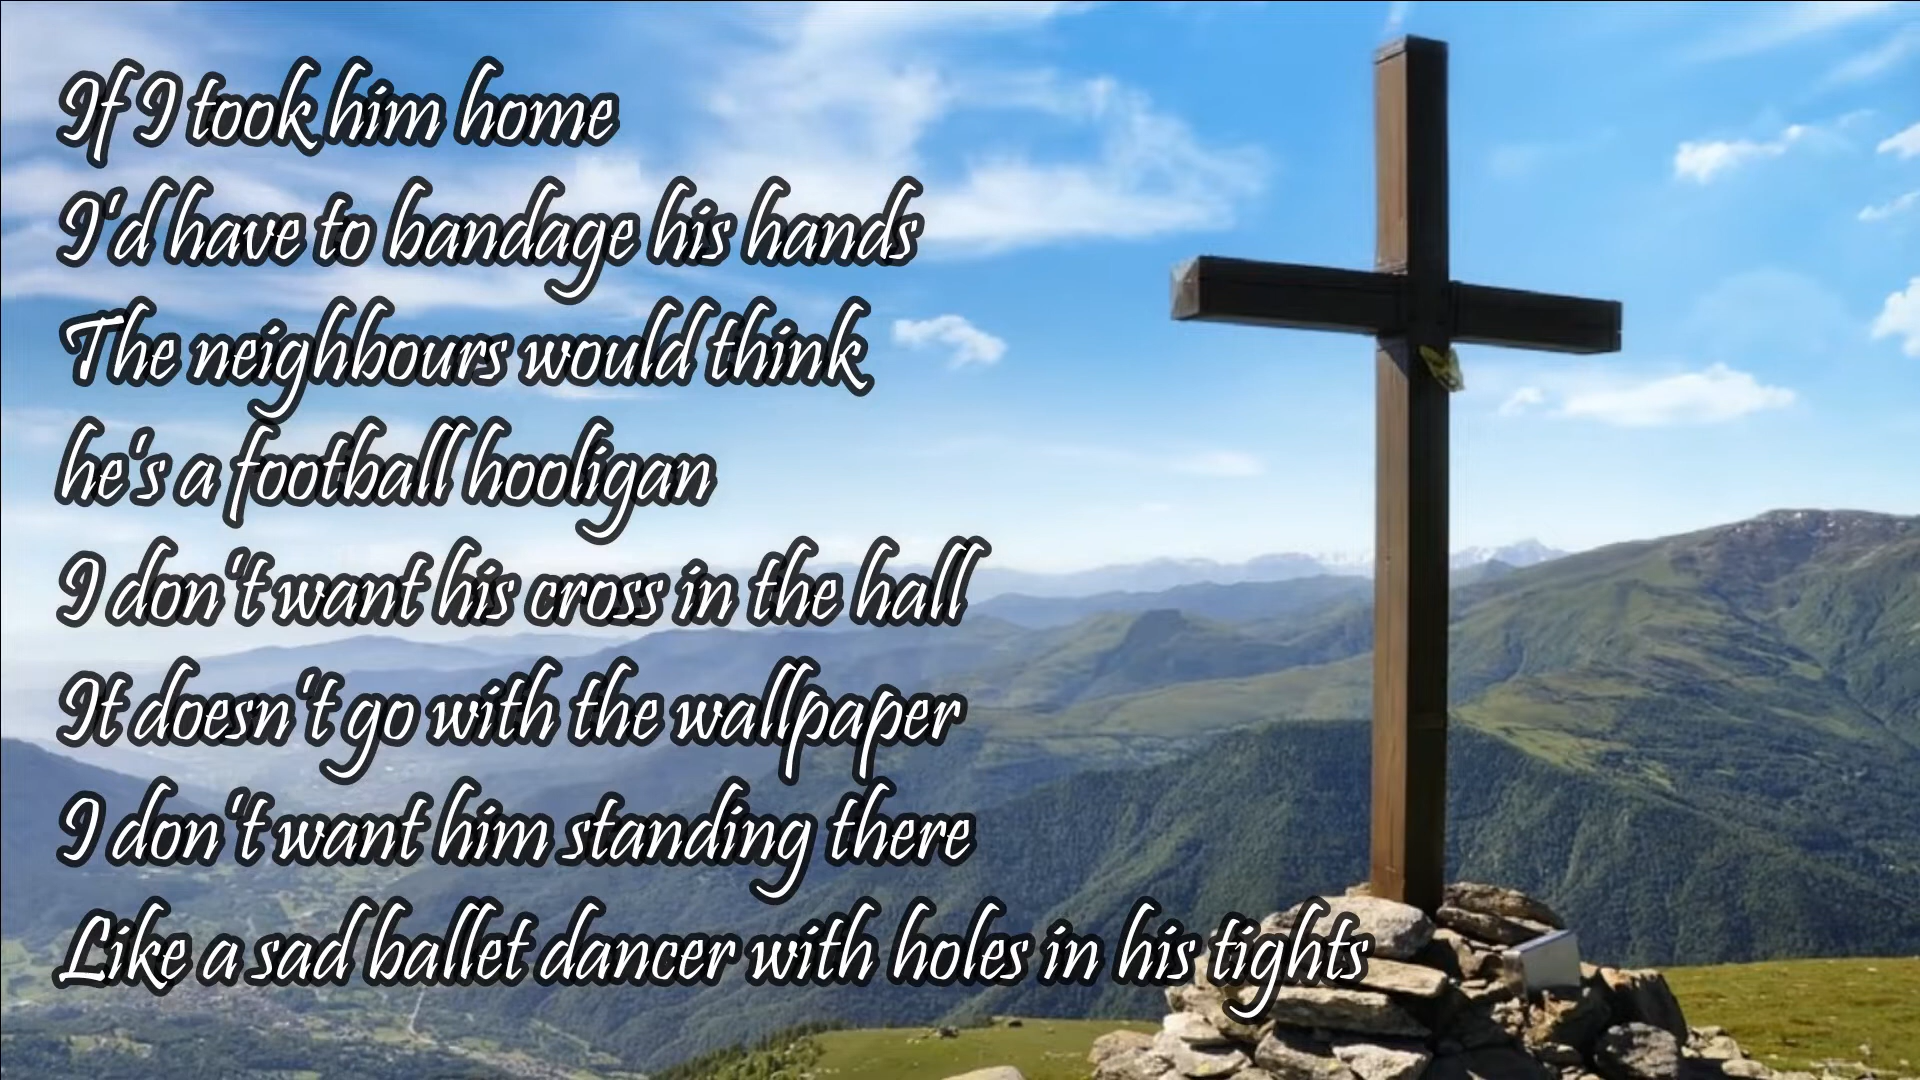 If I took him home
I'd have to bandage his hands
The neighbours would think
he's a football hooligan
I don't want his cross in the hall
It doesn't go with the wallpaper
I don't want him standing there
Like a sad ballet dancer with holes in his tights